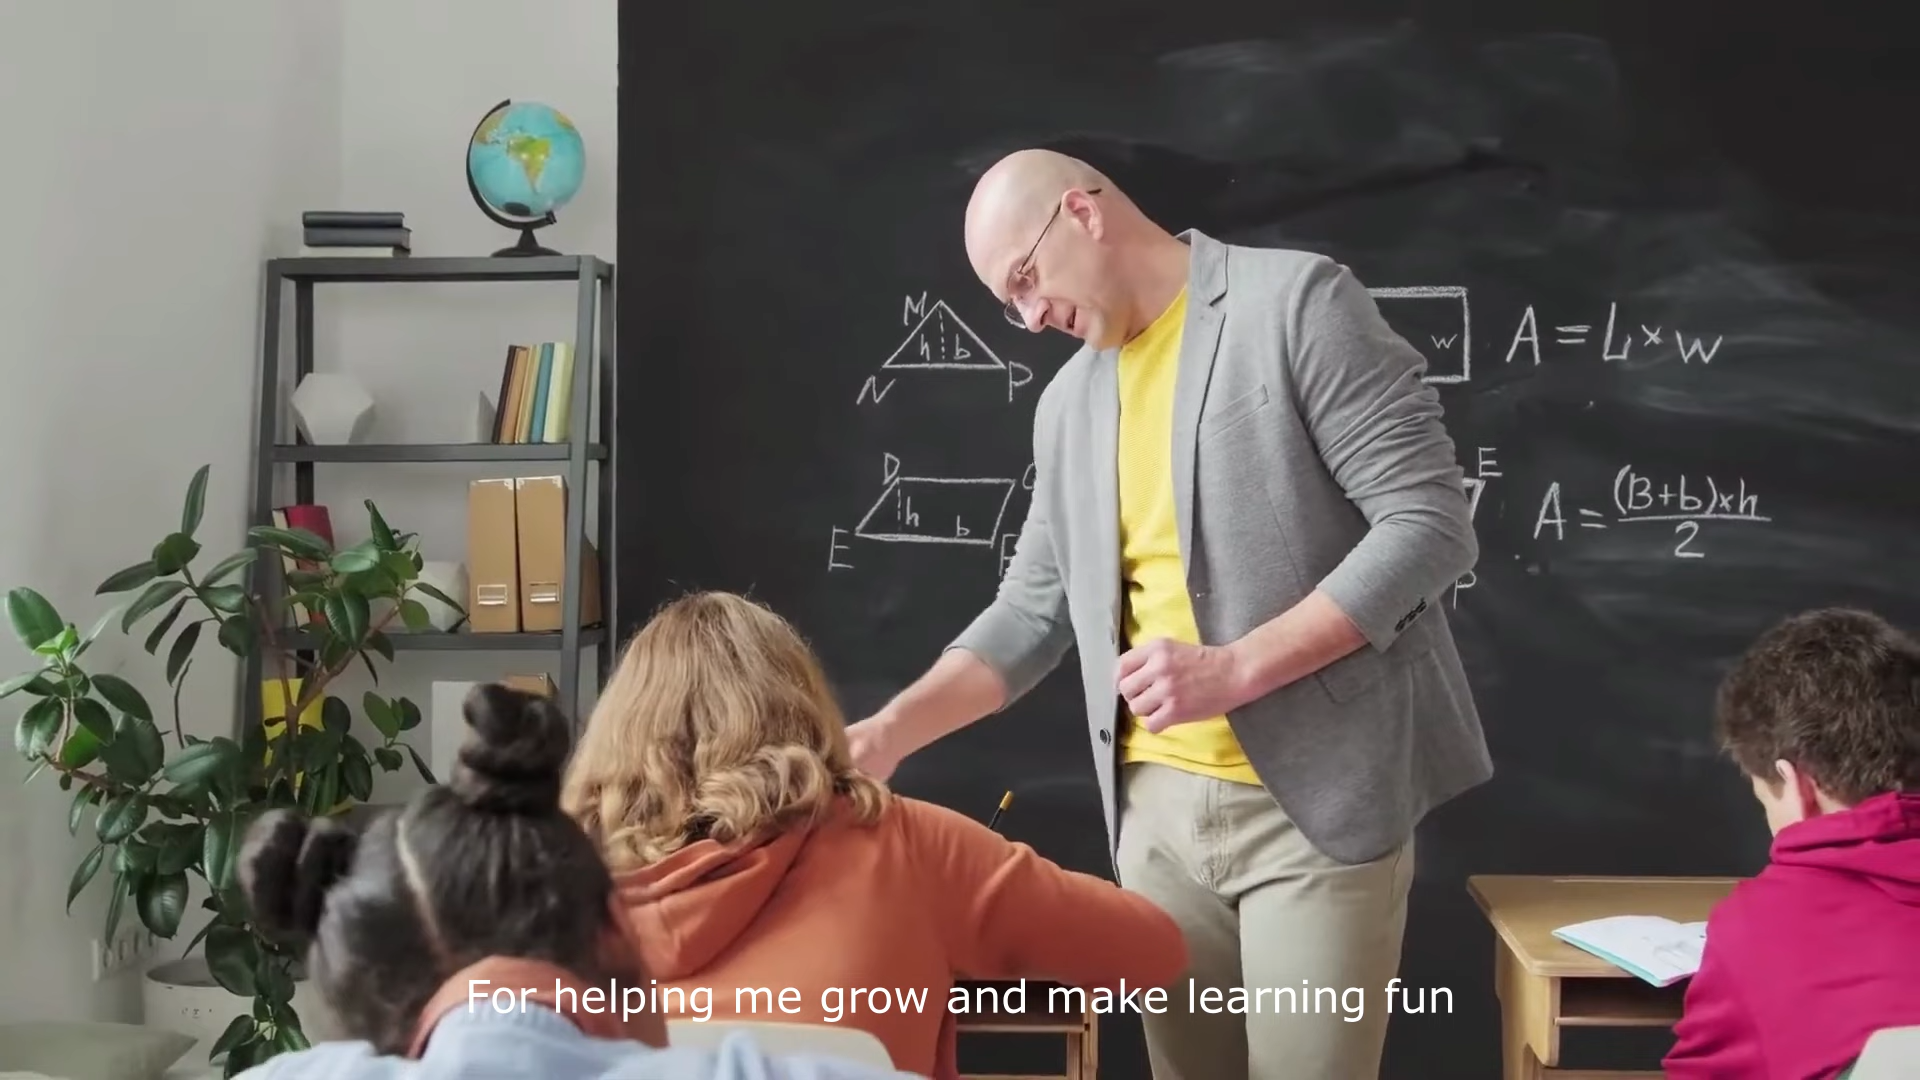 M
h b
N P
w
A = L × w
D
h b
E
E
A = (B+b)×h
2
P
For helping me grow and make learning fun